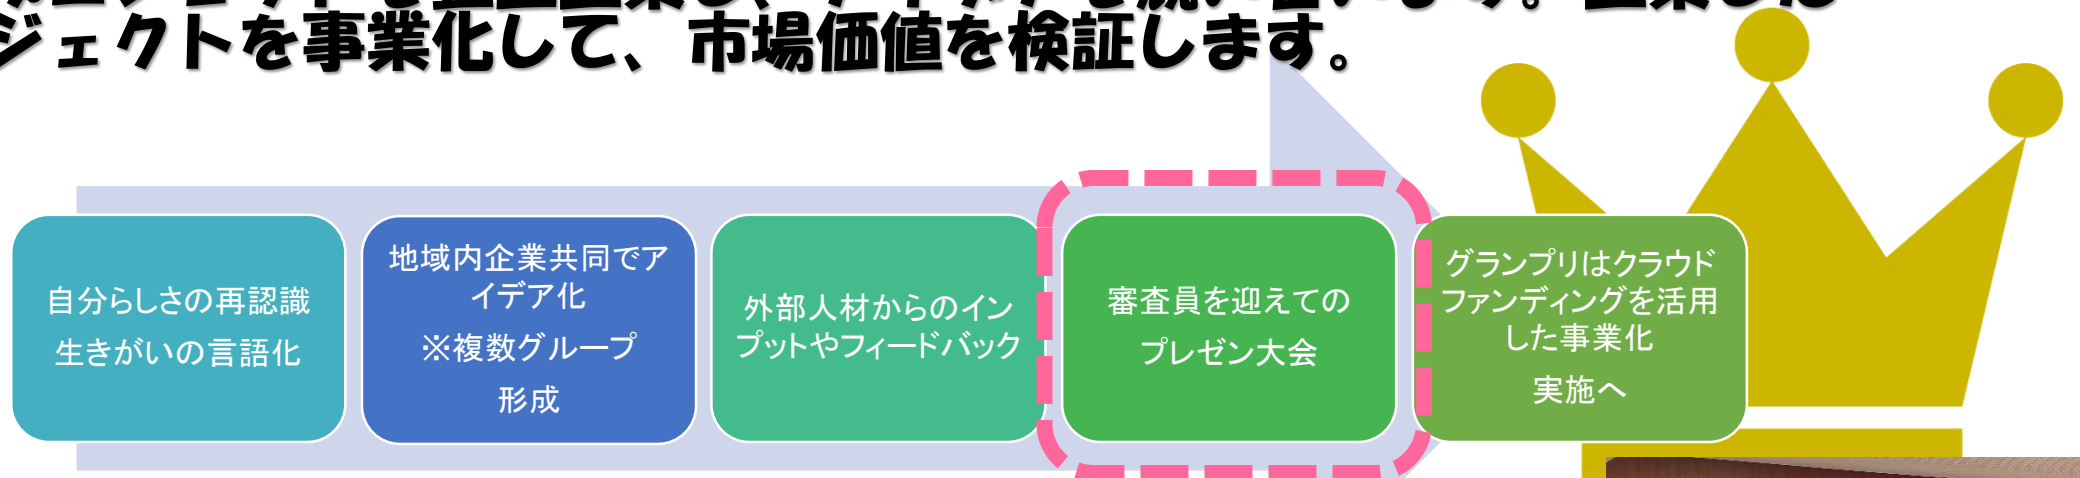 ジェクトを事業化して、市場価値を検証します。
自分らしさの再認識
生きがいの言語化
地域内企業共同でア
イデア化
※複数グループ
形成
外部人材からのイン
プットやフィードバック
審査員を迎えての
プレゼン大会
グランプリはクラウド
ファンディングを活用
した事業化
実施へ